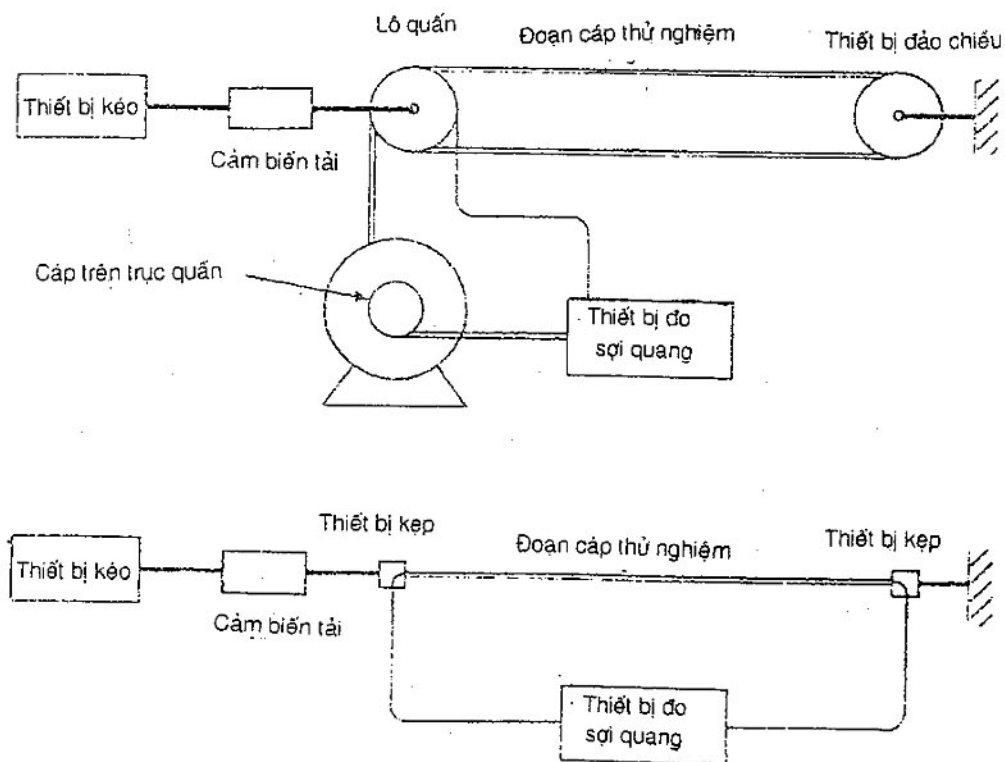 Lô quấn
Đoạn cáp thử nghiệm
Thiết bị đảo chiều
Thiết bị kéo
Cảm biến tải
Cáp trên trục quấn
Thiết bị đo
sợi quang
Thiết bị kẹp
Đoạn cáp thử nghiệm
Thiết bị kẹp
Thiết bị kéo
Cảm biến tải
Thiết bị đo
sợi quang